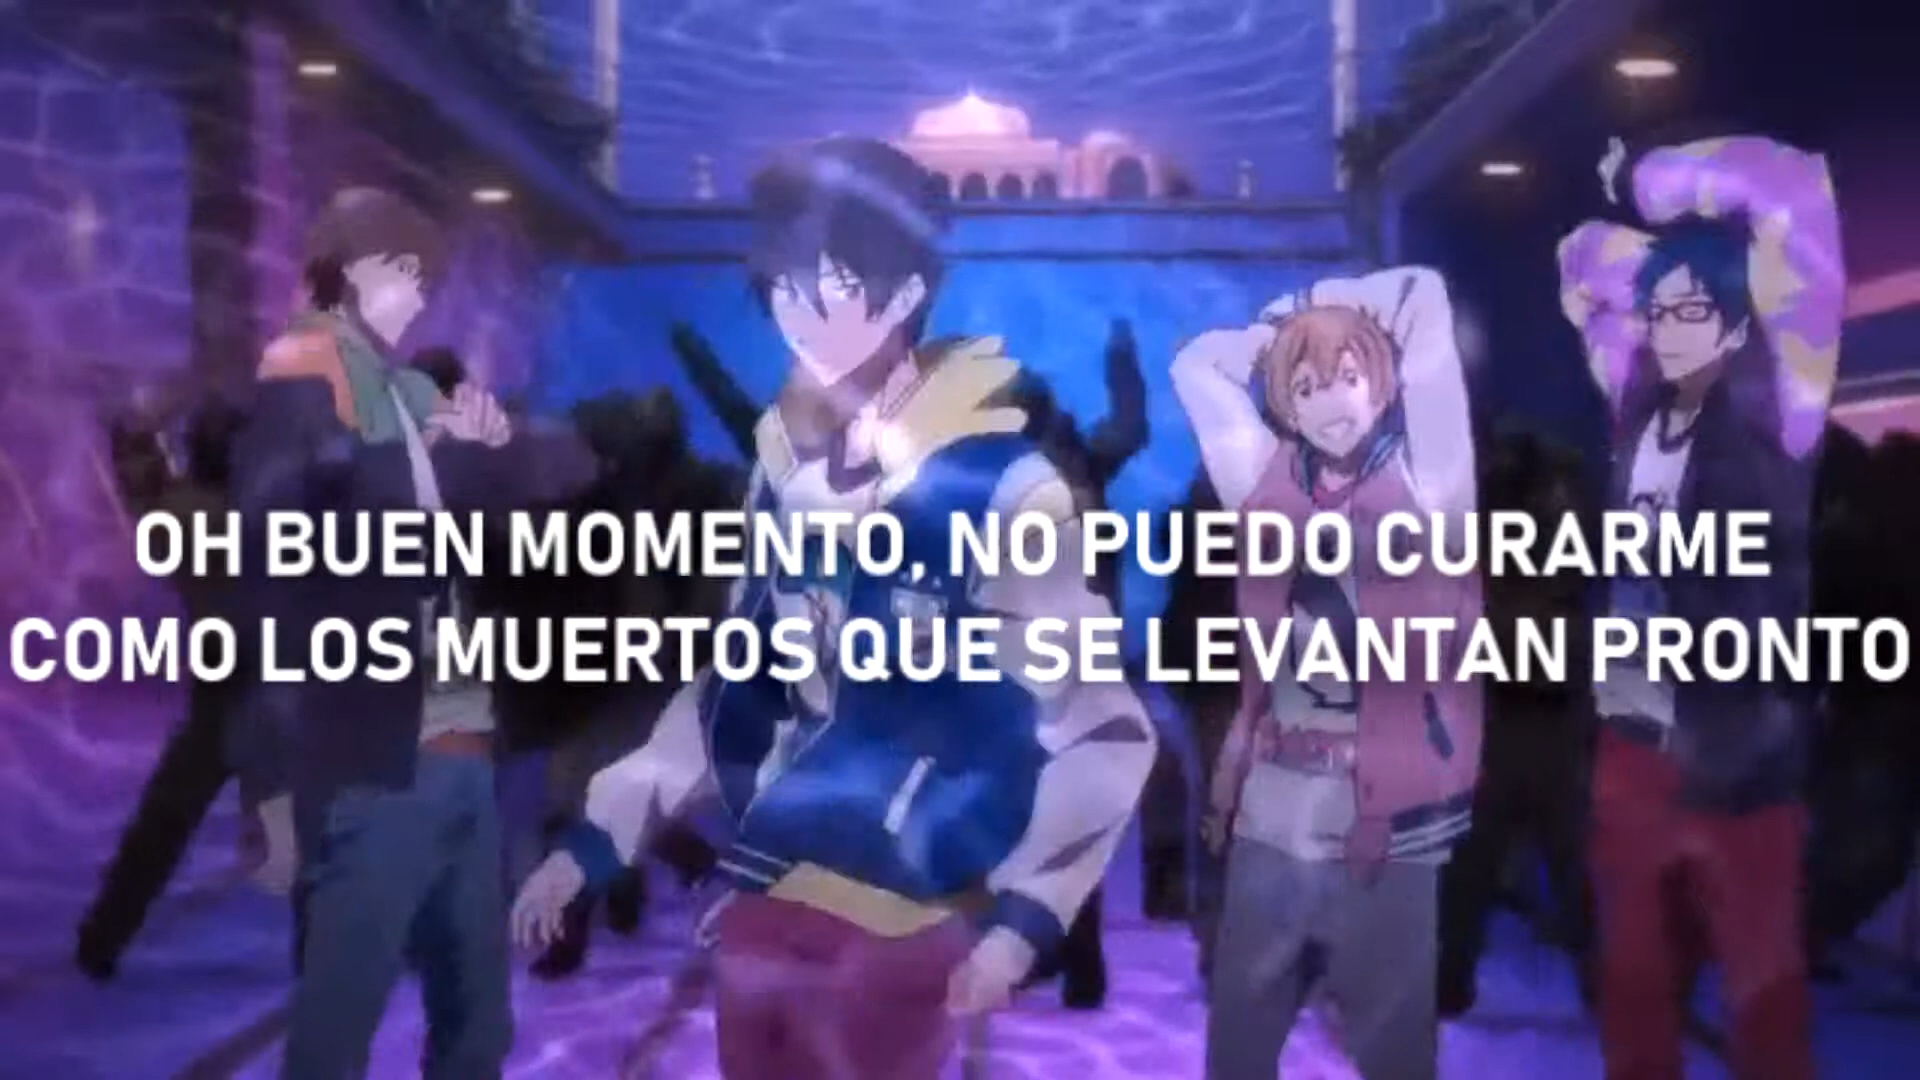 OH BUEN MOMENTO, NO PUEDO CURARME
COMO LOS MUERTOS QUE SE LEVANTAN PRONTO